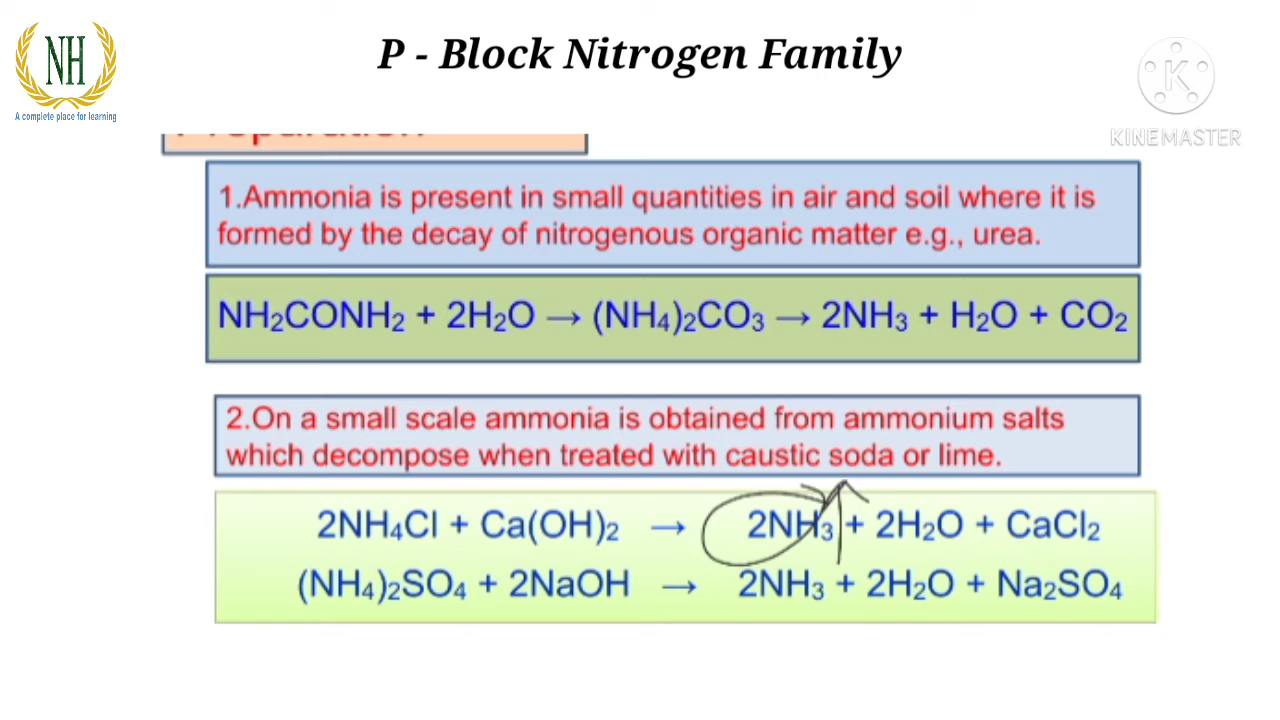 NH
A complete place for learning
P - Block Nitrogen Family
K
KINEMASTER
Preparation
1.Ammonia is present in small quantities in air and soil where it is
formed by the decay of nitrogenous organic matter e.g., urea.
NH₂CONH₂ + 2H₂O → (NH₄)₂CO₃ → 2NH₃ + H₂O + CO₂
2.On a small scale ammonia is obtained from ammonium salts
which decompose when treated with caustic soda or lime.
2NH₄Cl + Ca(OH)₂ → 2NH₃ + 2H₂O + CaCl₂
(NH₄)₂SO₄ + 2NaOH → 2NH₃ + 2H₂O + Na₂SO₄